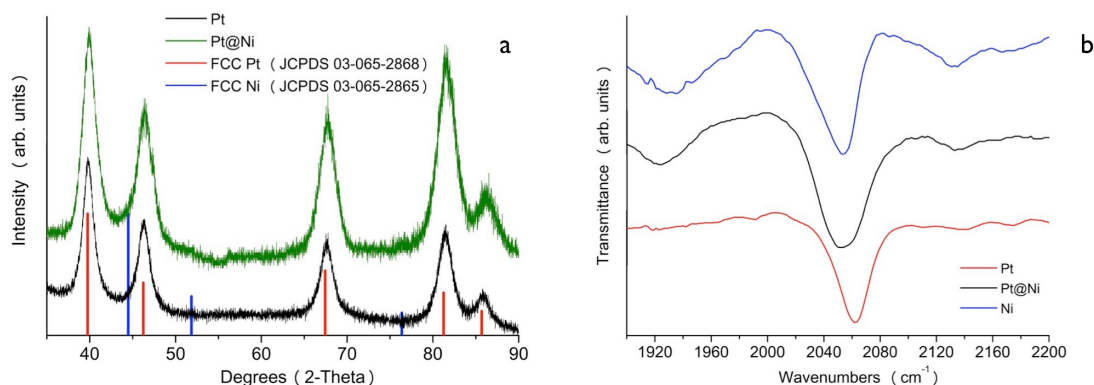 Pt
Pt@Ni
FCC Pt ( JCPDS 03-065-2868)
FCC Ni ( JCPDS 03-065-2865)
a
Intensity ( arb. units)
40 50 60 70 80 90
Degrees (2-Theta)
b
Transmittance (arb. units)
Pt
Pt@Ni
Ni
1920 1960 2000 2040 2080 2120 2160 2200
Wavenumbers (cm⁻¹)